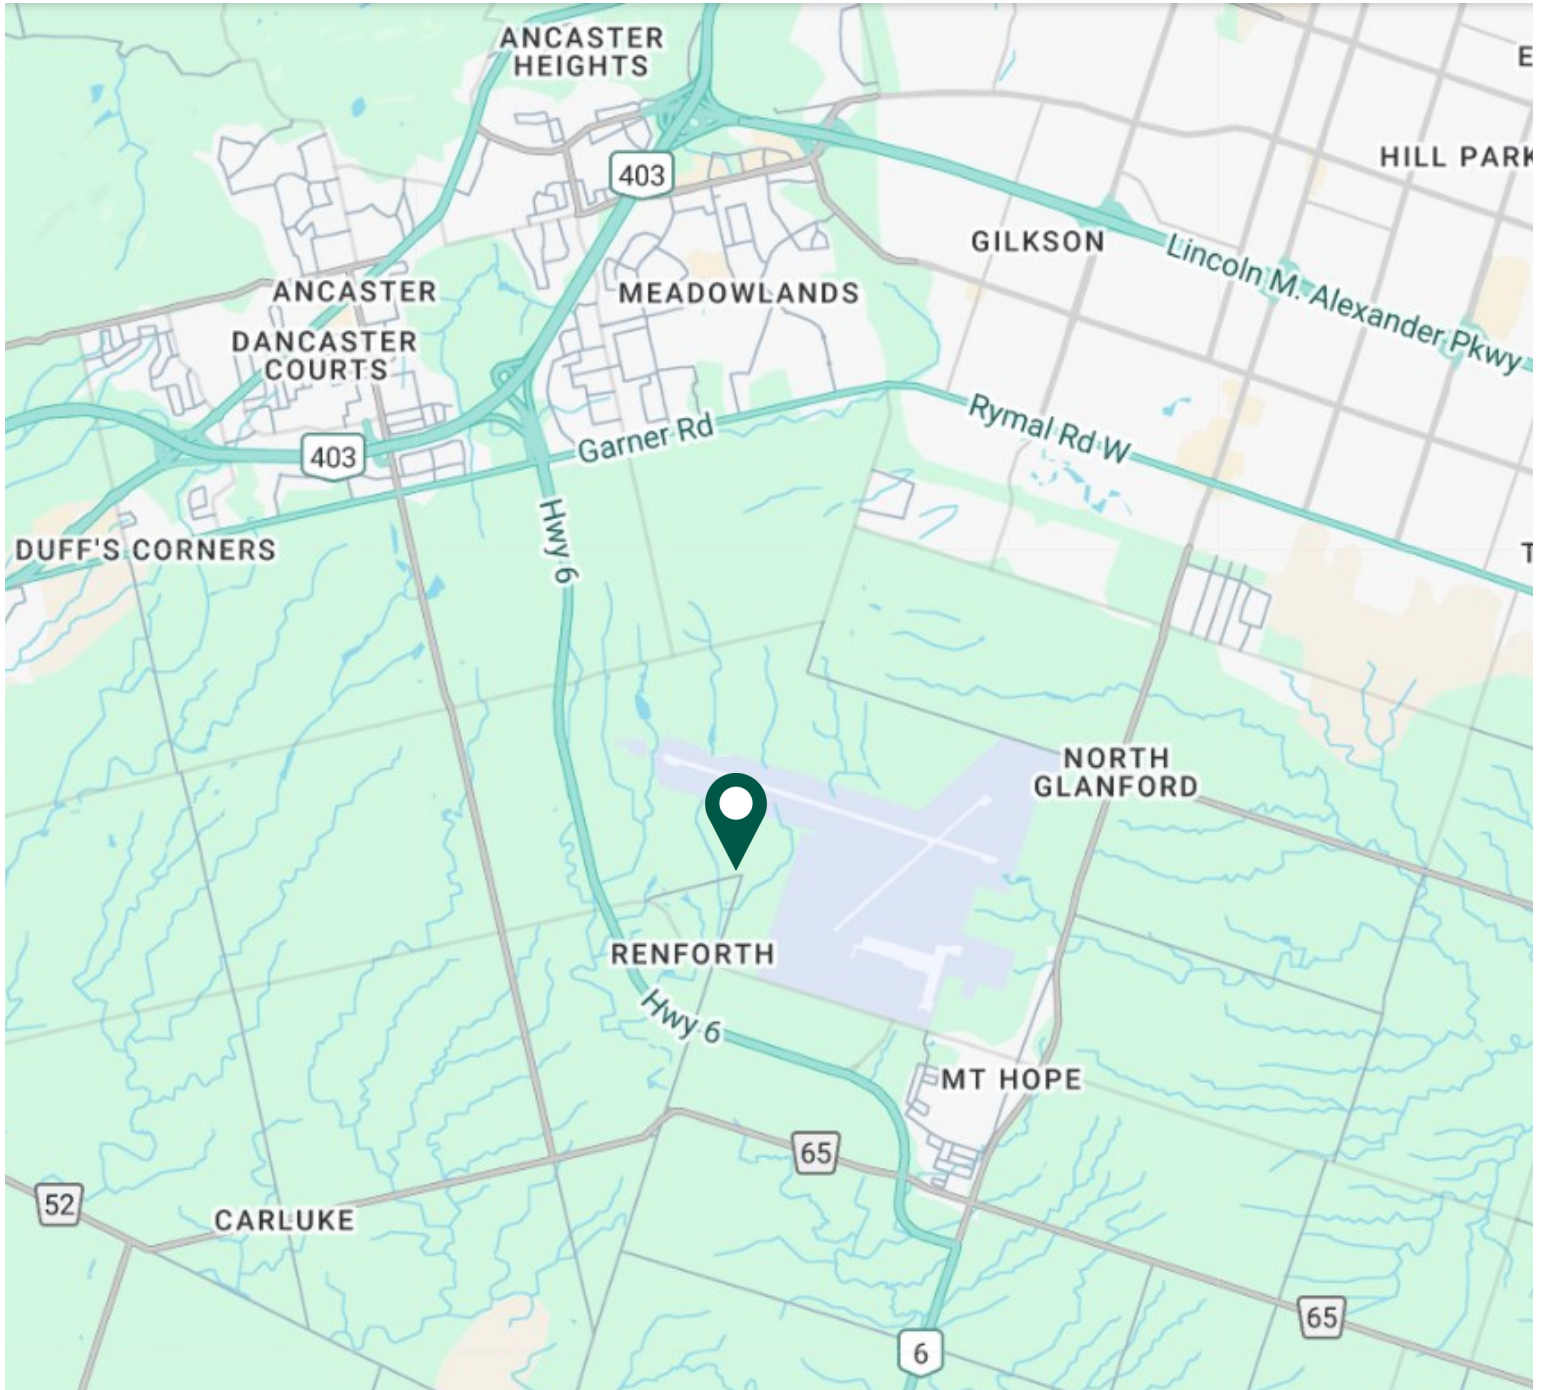 ANCASTER
HEIGHTS
E
HILL PARK
403
GILKSON
Lincoln M. Alexander Pkwy
ANCASTER
MEADOWLANDS
DANCASTER
COURTS
Garner Rd
Rymal Rd W
403
Hwy 6
DUFF'S CORNERS
T
NORTH
GLANFORD
RENFORTH
Hwy 6
MT HOPE
65
52
CARLUKE
65
6